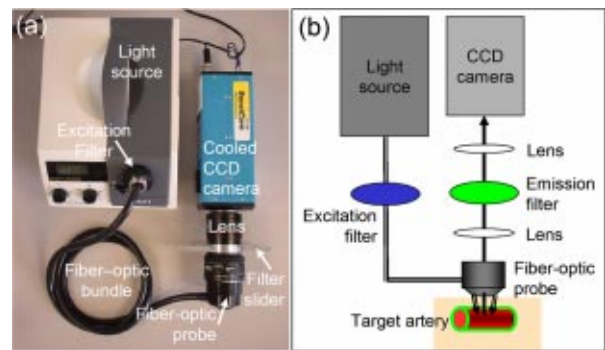 (a)
Light
source
Excitation
Filter
Cooled
CCD
camera
Lens
Fiber–optic
bundle
Filter
slider
Fiber-optic
probe
(b)
Light
source
CCD
camera
Lens
Emission
filter
Excitation
filter
Lens
Fiber-optic
probe
Target artery